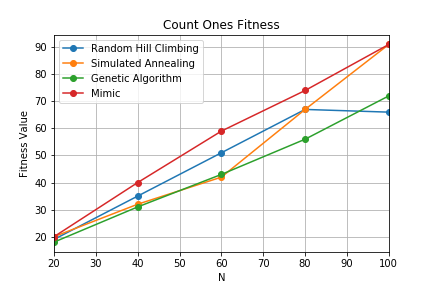 Count Ones Fitness
Random Hill Climbing
Simulated Annealing
Genetic Algorithm
Mimic
Fitness Value
90
80
70
60
50
40
30
20
20 30 40 50 60 70 80 90 100
N